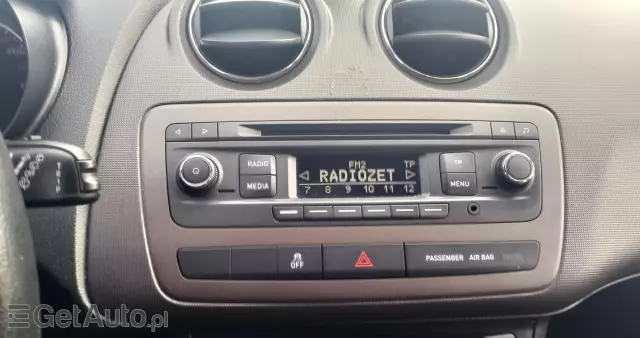 FM2 TP
◁ RADIOZET ▷
7 8 9 10 11 12
RADIO
MEDIA
TP
MENU
OFF
PASSENGER AIR BAG
GetAuto.pl